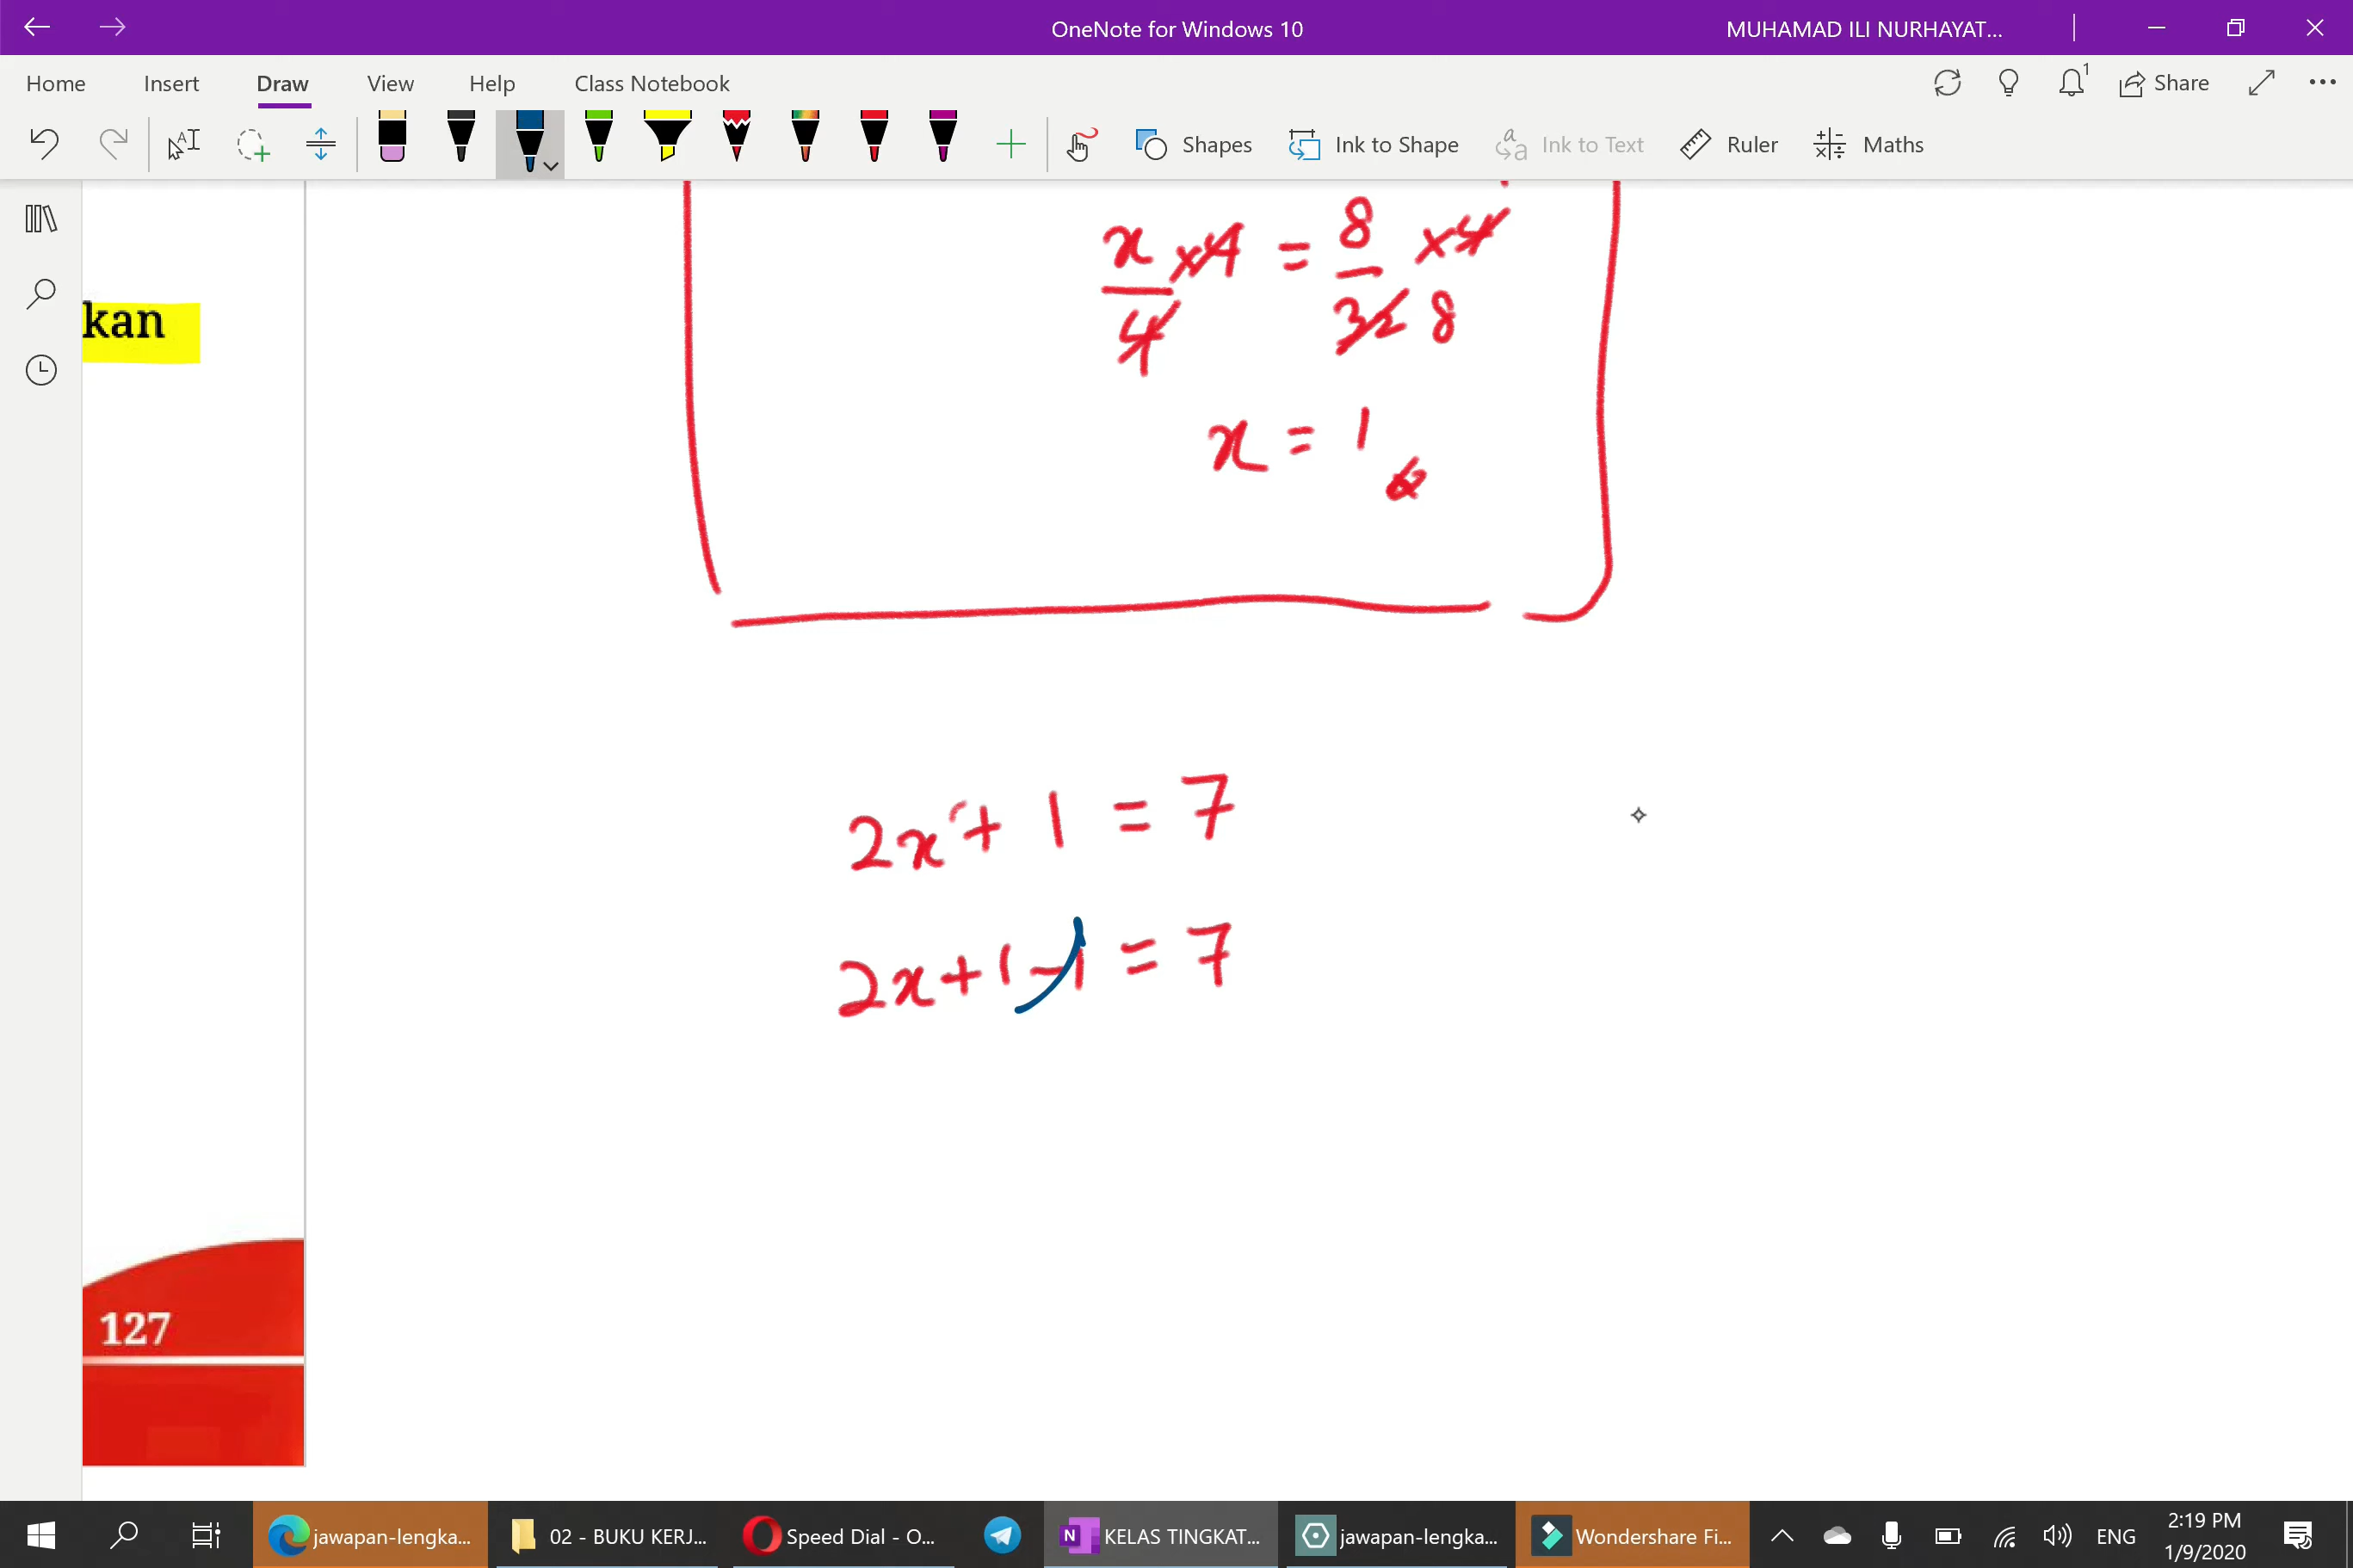 OneNote for Windows 10
MUHAMAD ILI NURHAYAT...
Home Insert Draw View Help Class Notebook
1
Share
Shapes Ink to Shape Ink to Text Ruler Maths
kan
x/4 ×4 = 8/32 ×4
8
x = 1
2x + 1 = 7
2x + 1 - 1 = 7
127
jawapan-lengka...
02 - BUKU KERJ...
Speed Dial - O...
KELAS TINGKAT...
jawapan-lengka...
Wondershare Fi...
ENG
2:19 PM
1/9/2020